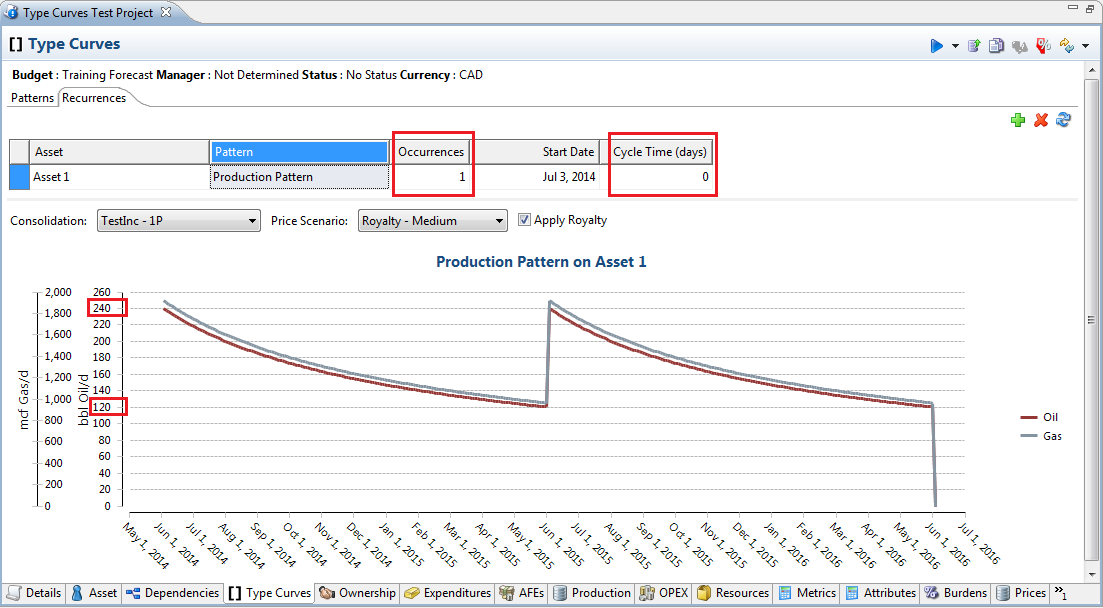 Type Curves Test Project
[] Type Curves
Budget : Training Forecast Manager : Not Determined Status : No Status Currency : CAD
Patterns Recurrences
Asset Pattern Occurrences Start Date Cycle Time (days)
Asset 1 Production Pattern 1 Jul 3, 2014 0
Consolidation: TestInc - 1P Price Scenario: Royalty - Medium Apply Royalty
Production Pattern on Asset 1
mcf Gas/d
2,000
1,800
1,600
1,400
1,200
1,000
800
600
400
200
0
bbl Oil/d
260
240
220
200
180
160
140
120
100
80
60
40
20
0
Oil
Gas
May 1, 2014
Jun 1, 2014
Jul 1, 2014
Aug 1, 2014
Sep 1, 2014
Oct 1, 2014
Nov 1, 2014
Dec 1, 2014
Jan 1, 2015
Feb 1, 2015
Mar 1, 2015
Apr 1, 2015
May 1, 2015
Jun 1, 2015
Jul 1, 2015
Aug 1, 2015
Sep 1, 2015
Oct 1, 2015
Nov 1, 2015
Dec 1, 2015
Jan 1, 2016
Feb 1, 2016
Mar 1, 2016
Apr 1, 2016
May 1, 2016
Jun 1, 2016
Jul 1, 2016
Details Asset Dependencies [] Type Curves Ownership Expenditures AFEs Production OPEX Resources Metrics Attributes Burdens Prices »1